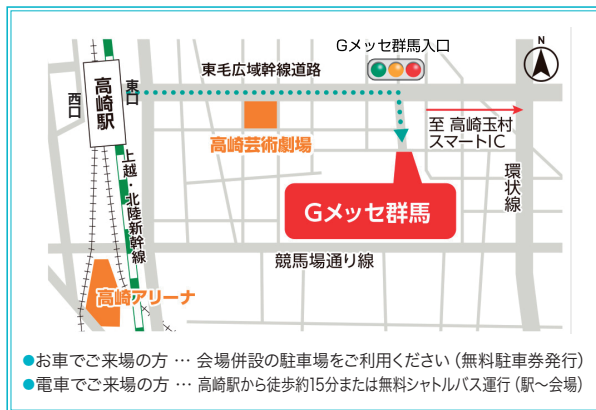 Gメッセ群馬入口
N
東毛広域幹線道路
高崎駅
西口
東口
高崎芸術劇場
至 高崎玉村
スマートIC
環状線
上越・北陸新幹線
Gメッセ群馬
競馬場通り線
高崎アリーナ
●お車でご来場の方 … 会場併設の駐車場をご利用ください（無料駐車券発行）
●電車でご来場の方 … 高崎駅から徒歩約15分または無料シャトルバス運行（駅〜会場）